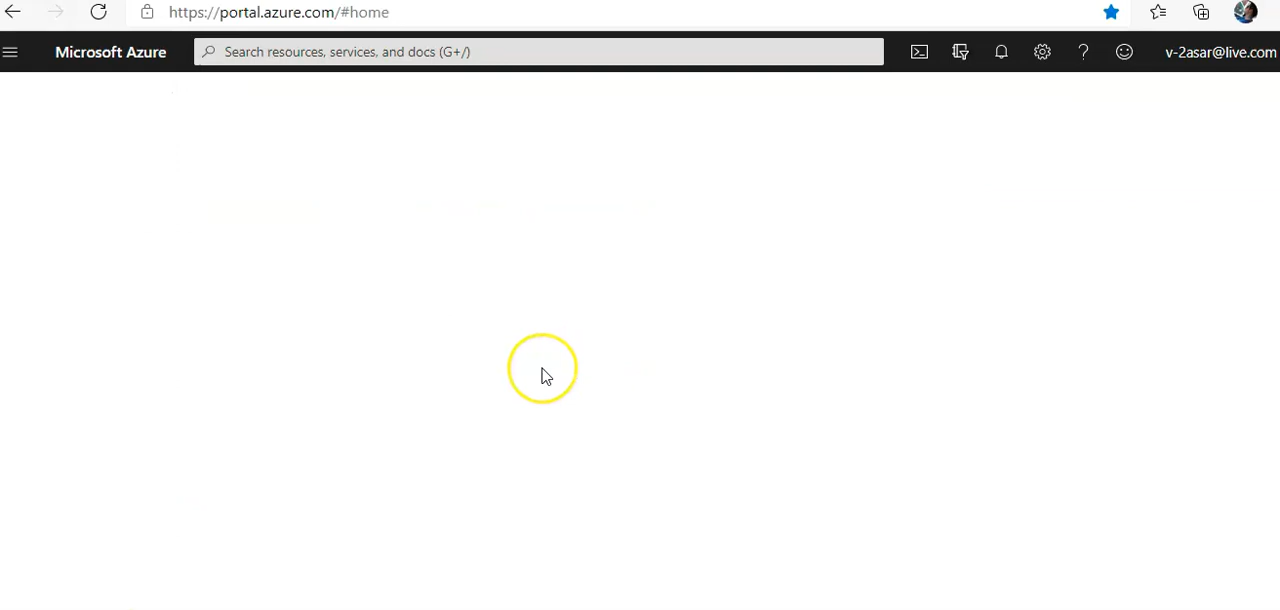 https://portal.azure.com/#home
Microsoft Azure
Search resources, services, and docs (G+/)
v-2asar@live.com